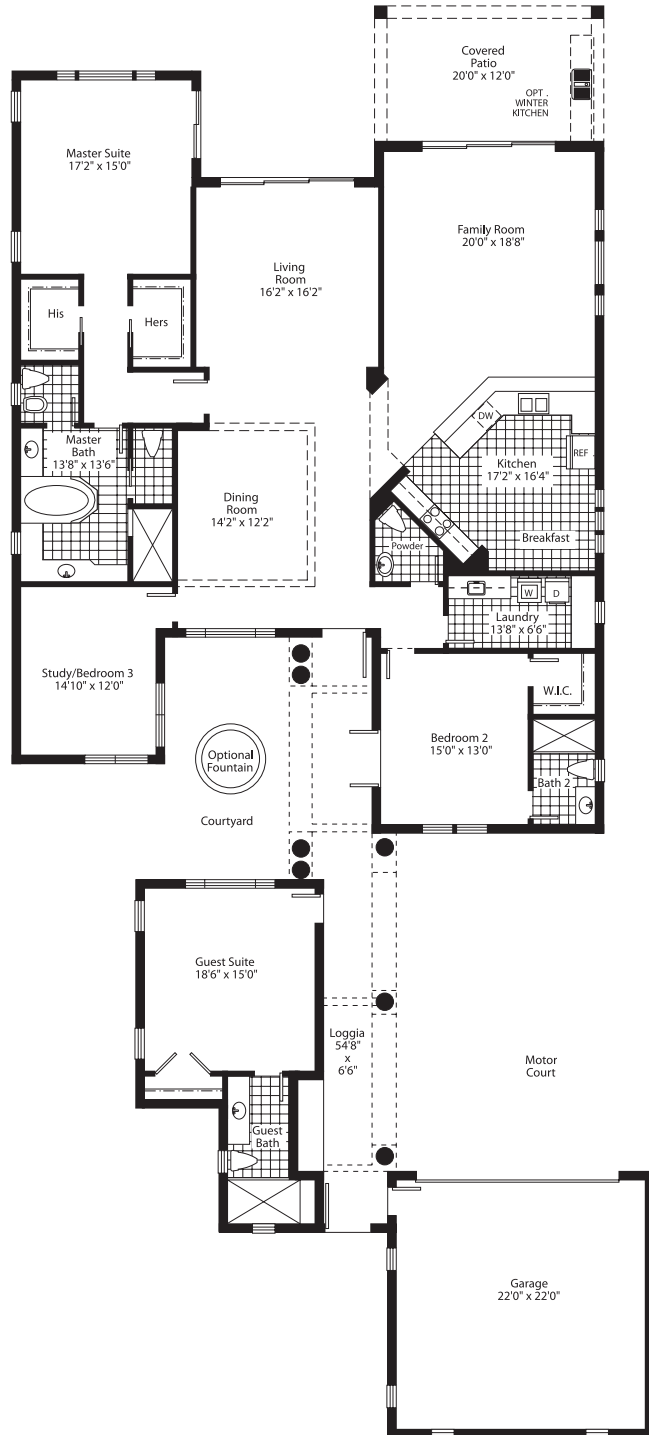 Covered
Patio
20'0" x 12'0"
OPT .
WINTER
KITCHEN
Master Suite
17'2" x 15'0"
Family Room
20'0" x 18'8"
Living
Room
16'2" x 16'2"
His
Hers
Master
Bath
13'8" x 13'6"
DW
REF .
Kitchen
17'2" x 16'4"
Dining
Room
14'2" x 12'2"
Breakfast
Powder
W
D
Laundry
13'8" x 6'6"
Study/Bedroom 3
14'10" x 12'0"
W.I.C.
Bedroom 2
15'0" x 13'0"
Optional
Fountain
Bath 2
Courtyard
Guest Suite
18'6" x 15'0"
Loggia
54'8"
x
6'6"
Motor
Court
Guest
Bath
Garage
22'0" x 22'0"